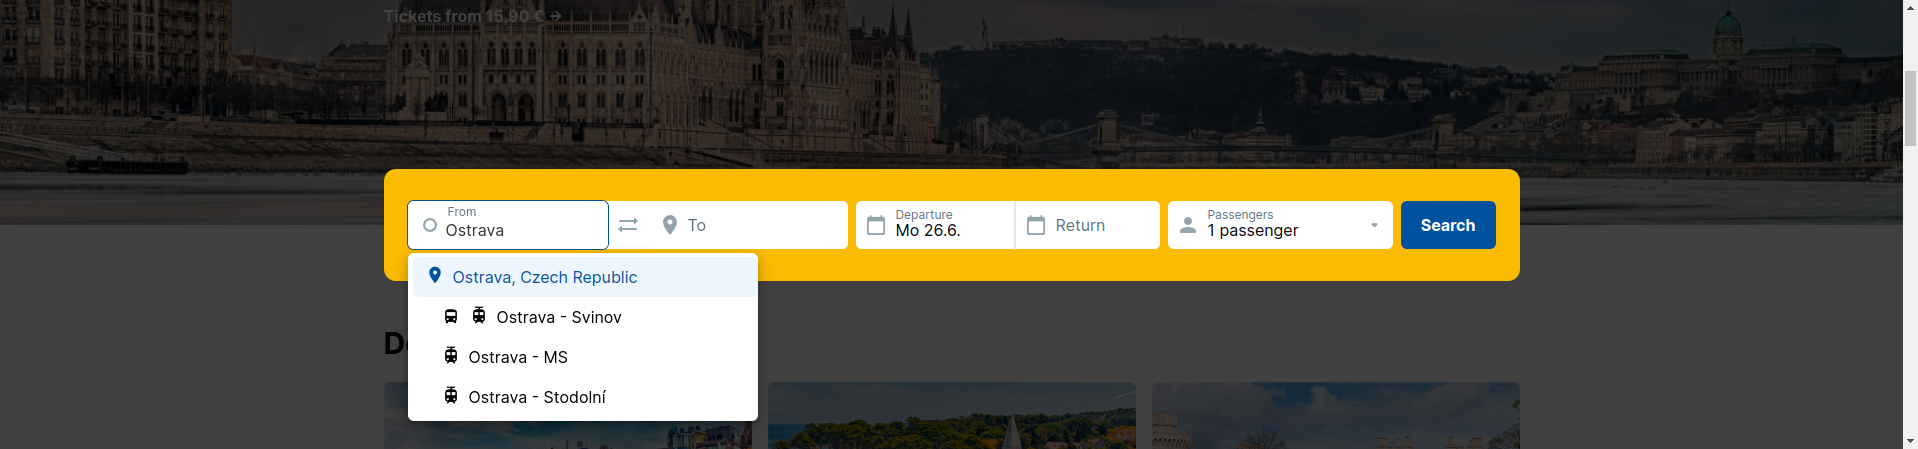 Tickets from 15,90 € →
From
Ostrava
To
Departure
Mo 26.6.
Return
Passengers
1 passenger
Search
Ostrava, Czech Republic
Ostrava - Svinov
Ostrava - MS
Ostrava - Stodolní